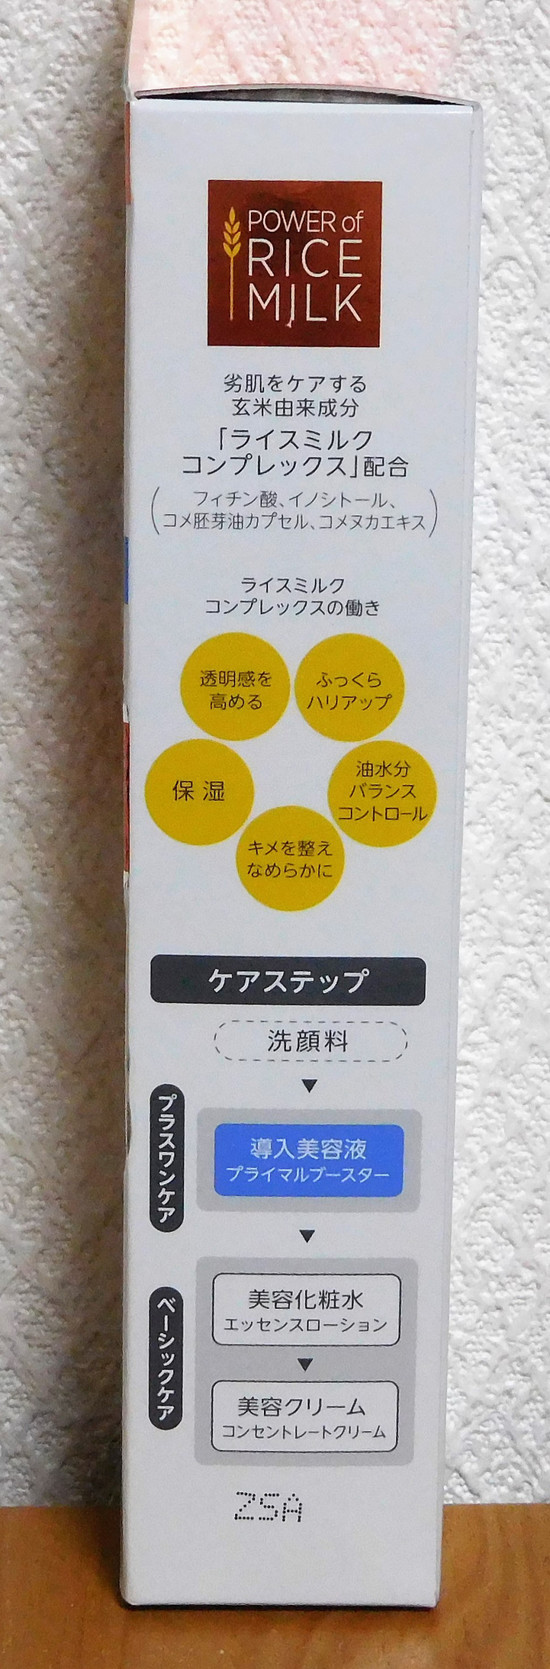 POWER of
RICE
MILK
劣肌をケアする
玄米由来成分
「ライスミルク
コンプレックス」配合
(フィチン酸、イノシトール、
コメ胚芽油カプセル、コメヌカエキス)
ライスミルク
コンプレックスの働き
透明感を
高める
ふっくら
ハリアップ
保湿
油水分
バランス
コントロール
キメを整え
なめらかに
ケアステップ
洗顔料
▼
プラスワンケア
導入美容液
プライマルブースター
▼
ベーシックケア
美容化粧水
エッセンスローション
▼
美容クリーム
コンセントレートクリーム
ZSA